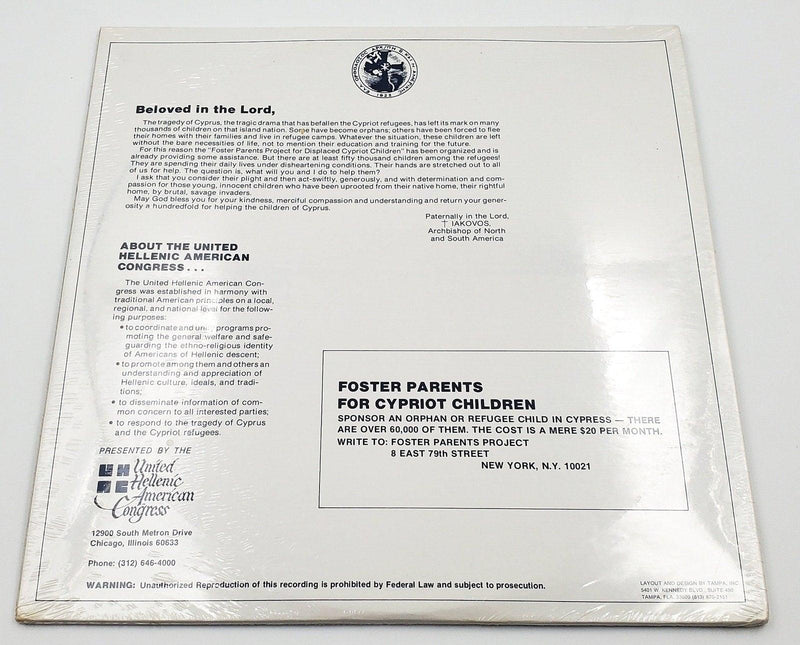 Beloved in the Lord,
The tragedy of Cyprus, the tragic drama that has befallen the Cypriot refugees, has left its mark on many
thousands of children on that island nation. Some have become orphans; others have been forced to flee
their homes with their families and live in refugee camps. Whatever the situation, these children are left
without the bare necessities of life, not to mention education and training for the future.
For this reason the "Foster Parents Project for Displaced Cypriot Children" has been organized and is
already providing some assistance. But there are at least fifty thousand children among the refugees!
They are spending their daily lives under disheartening conditions. Their hands are stretched out to all
of us for help. The question is, what will you and I do to help them?
I ask that you consider their plight and then act-swiftly, generously, and with determination and com-
passion for those young, innocent children who have been uprooted from their native home, their rightful
home, by brutal, savage invaders.
May God bless you for your kindness, merciful compassion and understanding and return your gener-
osity a hundredfold for helping the children of Cyprus.
Paternally in the Lord,
† IAKOVOS,
Archbishop of North
and South America
ABOUT THE UNITED
HELLENIC AMERICAN
CONGRESS . . .
The United Hellenic American Con-
gress was established in harmony with
traditional American principles on a local,
regional, and national level for the follow-
ing purposes:
• to coordinate and unify programs pro-
moting the general welfare and safe-
guarding the ethno-religious identity
of Americans of Hellenic descent;
• to promote among them and others an
understanding and appreciation of
Hellenic culture, ideals, and tradi-
tions;
• to disseminate information of com-
mon concern to all interested parties;
• to respond to the tragedy of Cyprus
and the Cypriot refugees.
PRESENTED BY THE
United
Hellenic
American
Congress
12900 South Metron Drive
Chicago, Illinois 60633
Phone: (312) 646-4000
FOSTER PARENTS
FOR CYPRIOT CHILDREN
SPONSOR AN ORPHAN OR REFUGEE CHILD IN CYPRESS — THERE
ARE OVER 60,000 OF THEM. THE COST IS A MERE $20 PER MONTH.
WRITE TO: FOSTER PARENTS PROJECT
8 EAST 79th STREET
NEW YORK, N.Y. 10021
WARNING: Unauthorized Reproduction of this recording is prohibited by Federal Law and subject to prosecution.
LAYOUT AND DESIGN BY TAMPA, INC
5401 W. KENNEDY BLVD., SUITE
TAMPA, FLA. 33609 (813)